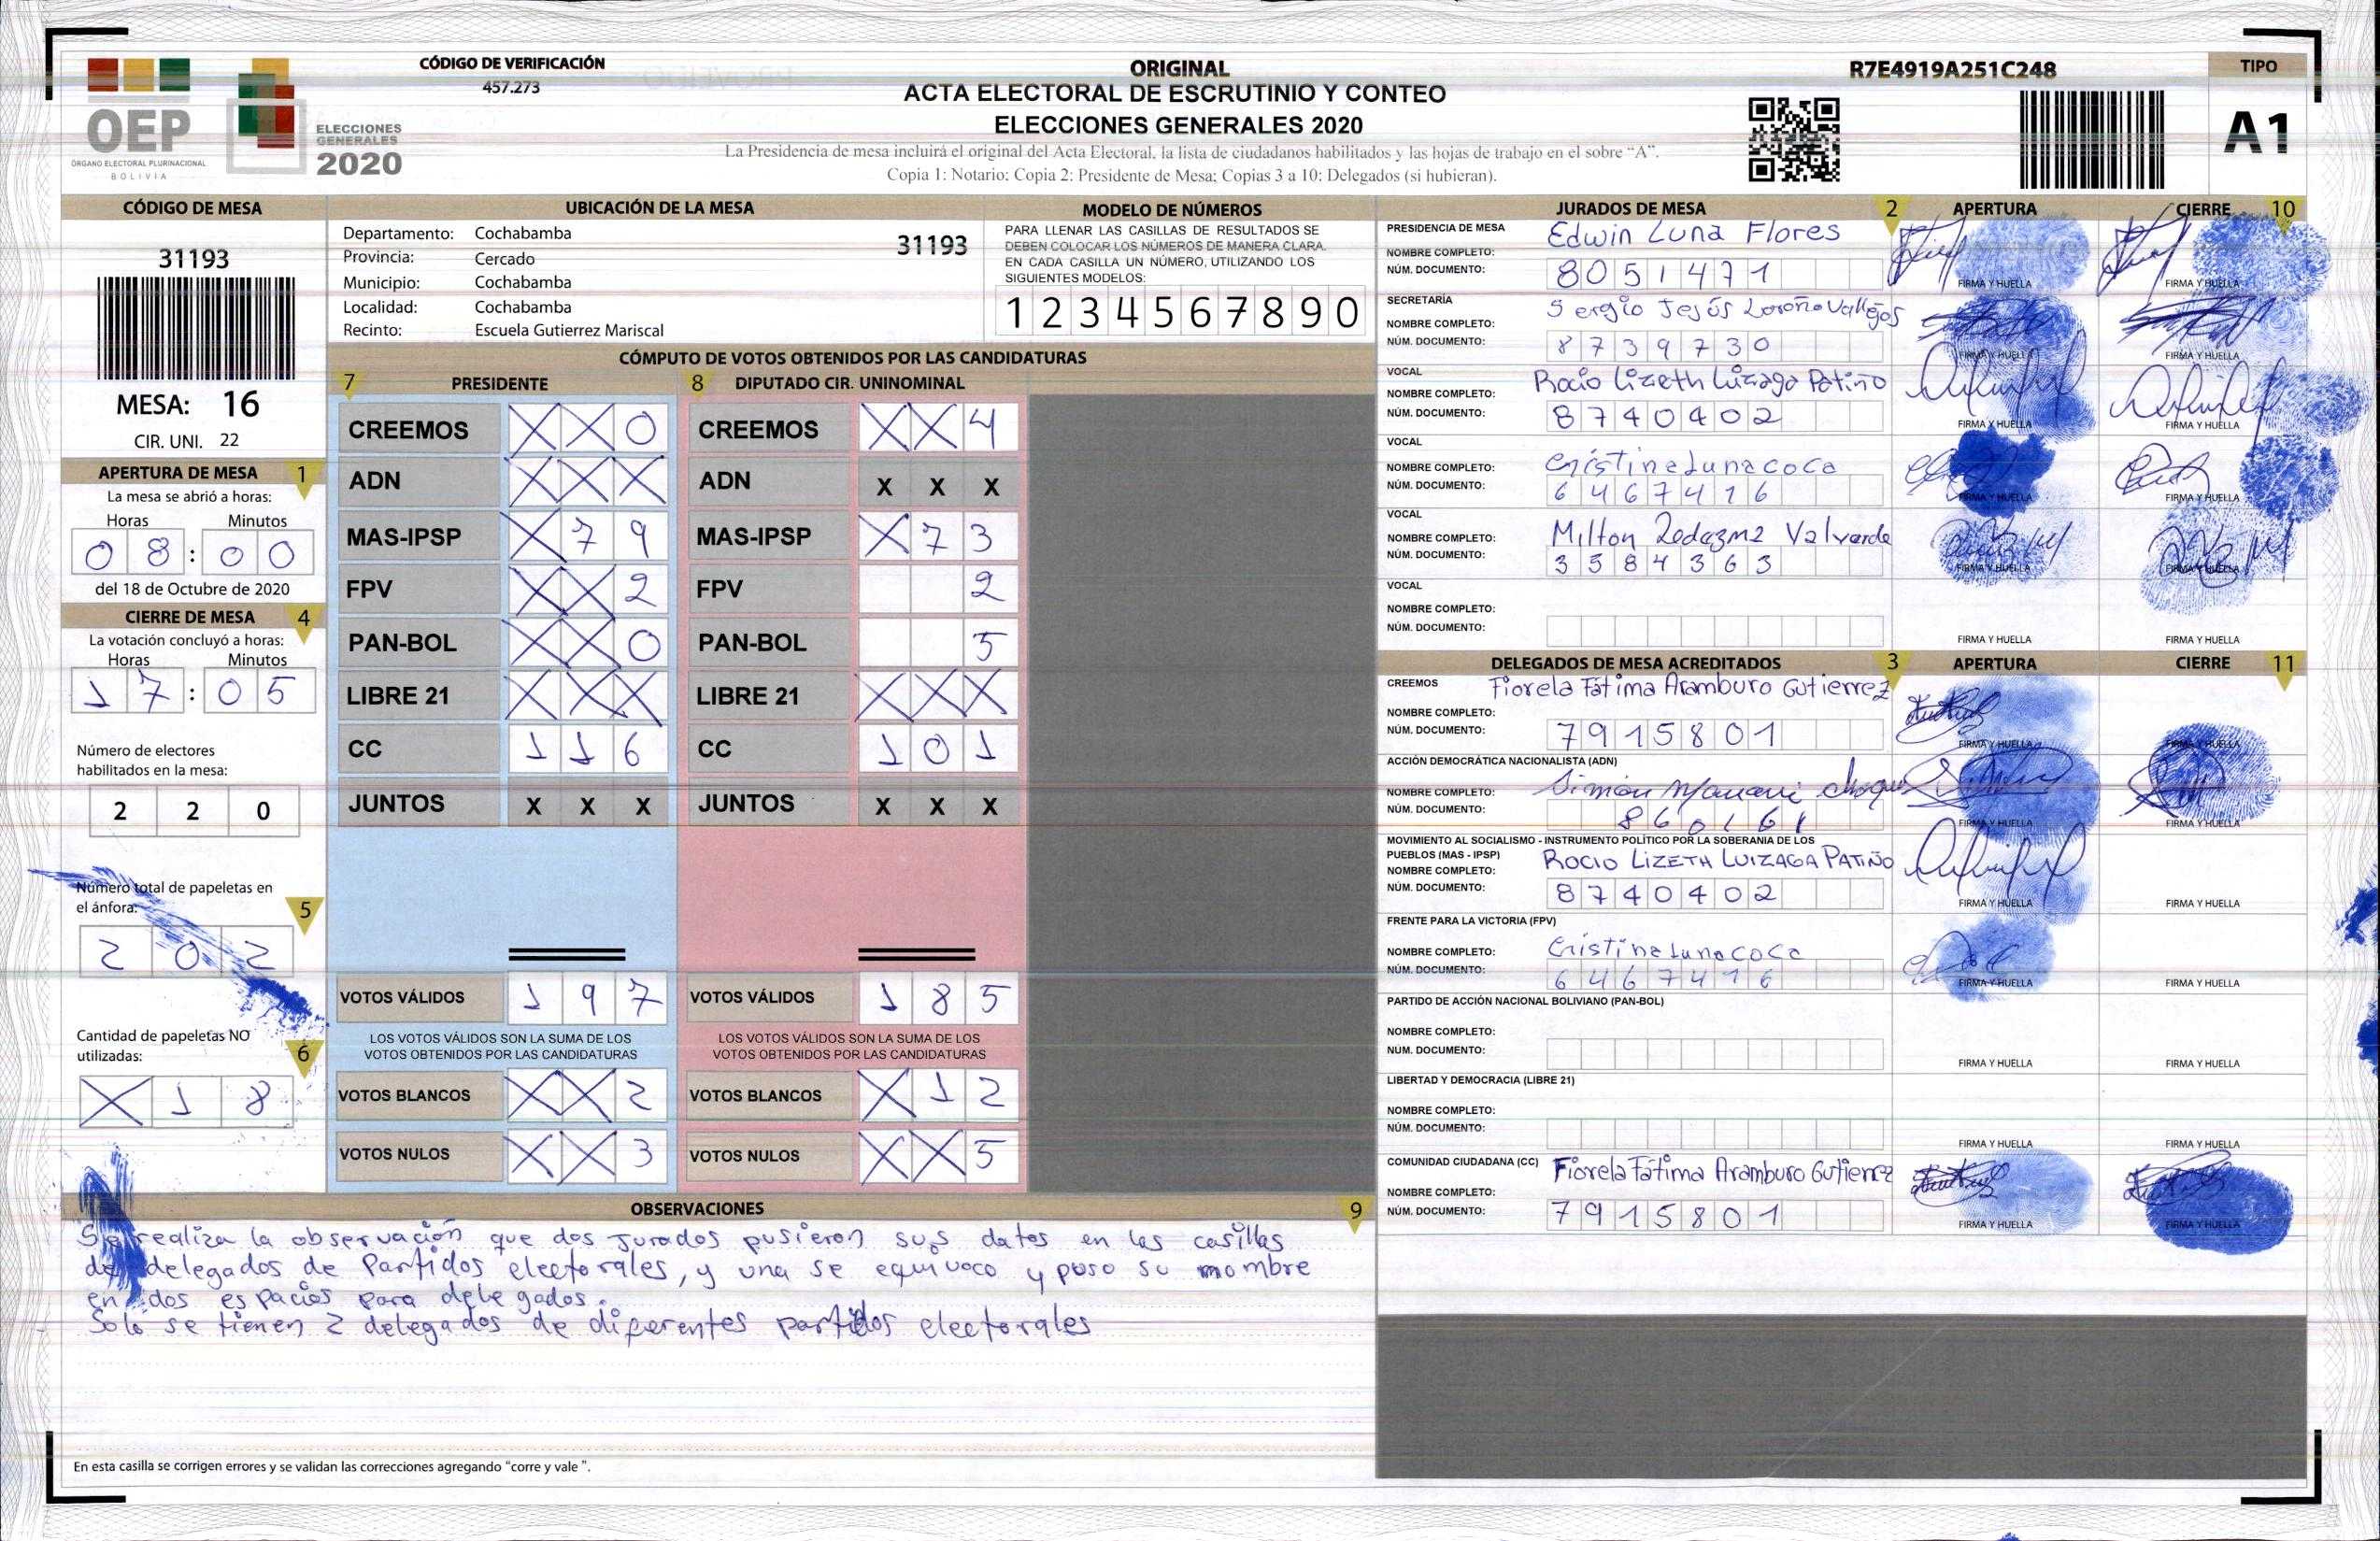 OEP
ÓRGANO ELECTORAL PLURINACIONAL
BOLIVIA
ELECCIONES
GENERALES
2020
CÓDIGO DE VERIFICACIÓN
457.273
ORIGINAL
ACTA ELECTORAL DE ESCRUTINIO Y CONTEO
ELECCIONES GENERALES 2020
La Presidencia de mesa incluirá el original del Acta Electoral, la lista de ciudadanos habilitados y las hojas de trabajo en el sobre “A”.
Copia 1: Notario; Copia 2: Presidente de Mesa; Copias 3 a 10: Delegados (si hubieran).
R7E4919A251C248
TIPO
A1
CÓDIGO DE MESA
31193
MESA: 16
CIR. UNI. 22
APERTURA DE MESA 1
La mesa se abrió a horas:
Horas Minutos
0 8 : 0 0
del 18 de Octubre de 2020
CIERRE DE MESA 4
La votación concluyó a horas:
Horas Minutos
1 7 : 0 5
Número de electores
habilitados en la mesa:
2 2 0
Número total de papeletas en
el ánfora: 5
2 0 2
Cantidad de papeletas NO
utilizadas: 6
X 1 8
UBICACIÓN DE LA MESA
Departamento: Cochabamba
31193
Provincia: Cercado
Municipio: Cochabamba
Localidad: Cochabamba
Recinto: Escuela Gutierrez Mariscal
MODELO DE NÚMEROS
PARA LLENAR LAS CASILLAS DE RESULTADOS SE
DEBEN COLOCAR LOS NÚMEROS DE MANERA CLARA.
EN CADA CASILLA UN NÚMERO, UTILIZANDO LOS
SIGUIENTES MODELOS:
1 2 3 4 5 6 7 8 9 0
CÓMPUTO DE VOTOS OBTENIDOS POR LAS CANDIDATURAS
7 PRESIDENTE 8 DIPUTADO CIR. UNINOMINAL
CREEMOS X X 0 CREEMOS X X 4
ADN X X X ADN X X X
MAS-IPSP X 7 9 MAS-IPSP X 7 3
FPV X X 2 FPV 2
PAN-BOL X X 0 PAN-BOL 5
LIBRE 21 X X X LIBRE 21 X X X
CC 1 1 6 CC 1 0 1
JUNTOS X X X JUNTOS X X X
VOTOS VÁLIDOS 1 9 7 VOTOS VÁLIDOS 1 8 5
LOS VOTOS VÁLIDOS SON LA SUMA DE LOS LOS VOTOS VÁLIDOS SON LA SUMA DE LOS
VOTOS OBTENIDOS POR LAS CANDIDATURAS VOTOS OBTENIDOS POR LAS CANDIDATURAS
VOTOS BLANCOS X X 2 VOTOS BLANCOS X 1 2
VOTOS NULOS X X 3 VOTOS NULOS X X 5
OBSERVACIONES 9
Se realiza la observación que dos jurados pusieron sus datos en las casillas
de delegados de Partidos electorales, y una se equivoco y puso su nombre
en dos espacios para delegados.
Solo se tienen 2 delegados de diferentes partidos electorales
En esta casilla se corrigen errores y se validan las correcciones agregando “corre y vale ”.
JURADOS DE MESA 2 APERTURA CIERRE 10
PRESIDENCIA DE MESA
NOMBRE COMPLETO: Edwin Luna Flores
NÚM. DOCUMENTO: 8051471
FIRMA Y HUELLA FIRMA Y HUELLA
SECRETARÍA
NOMBRE COMPLETO: Sergio Jesús Loroño Vallejos
NÚM. DOCUMENTO: 8739730
FIRMA Y HUELLA FIRMA Y HUELLA
VOCAL
NOMBRE COMPLETO: Rocio Lizeth Luizaga Patiño
NÚM. DOCUMENTO: 8740402
FIRMA Y HUELLA FIRMA Y HUELLA
VOCAL
NOMBRE COMPLETO: Cristina Luna Coca
NÚM. DOCUMENTO: 6467416
FIRMA Y HUELLA FIRMA Y HUELLA
VOCAL
NOMBRE COMPLETO: Milton Valverde
NÚM. DOCUMENTO: 3584363
FIRMA Y HUELLA FIRMA Y HUELLA
VOCAL
NOMBRE COMPLETO:
NÚM. DOCUMENTO:
FIRMA Y HUELLA FIRMA Y HUELLA
DELEGADOS DE MESA ACREDITADOS 3 APERTURA CIERRE 11
CREEMOS
NOMBRE COMPLETO: Fiorela Fátima Aramburo Gutierrez
NÚM. DOCUMENTO: 7915801
FIRMA Y HUELLA FIRMA Y HUELLA
ACCIÓN DEMOCRÁTICA NACIONALISTA (ADN)
NOMBRE COMPLETO: Simón Mamani Choque
NÚM. DOCUMENTO: 860161
FIRMA Y HUELLA FIRMA Y HUELLA
MOVIMIENTO AL SOCIALISMO - INSTRUMENTO POLÍTICO POR LA SOBERANIA DE LOS
PUEBLOS (MAS - IPSP)
NOMBRE COMPLETO: ROCIO LIZETH LUIZAGA PATIÑO
NÚM. DOCUMENTO: 8740402
FIRMA Y HUELLA FIRMA Y HUELLA
FRENTE PARA LA VICTORIA (FPV)
NOMBRE COMPLETO: Cristina Luna Coca
NÚM. DOCUMENTO: 6467416
FIRMA Y HUELLA FIRMA Y HUELLA
PARTIDO DE ACCIÓN NACIONAL BOLIVIANO (PAN-BOL)
NOMBRE COMPLETO:
NÚM. DOCUMENTO:
FIRMA Y HUELLA FIRMA Y HUELLA
LIBERTAD Y DEMOCRACIA (LIBRE 21)
NOMBRE COMPLETO:
NÚM. DOCUMENTO:
FIRMA Y HUELLA FIRMA Y HUELLA
COMUNIDAD CIUDADANA (CC)
NOMBRE COMPLETO: Fiorela Fátima Aramburo Gutierrez
NÚM. DOCUMENTO: 7915801
FIRMA Y HUELLA FIRMA Y HUELLA